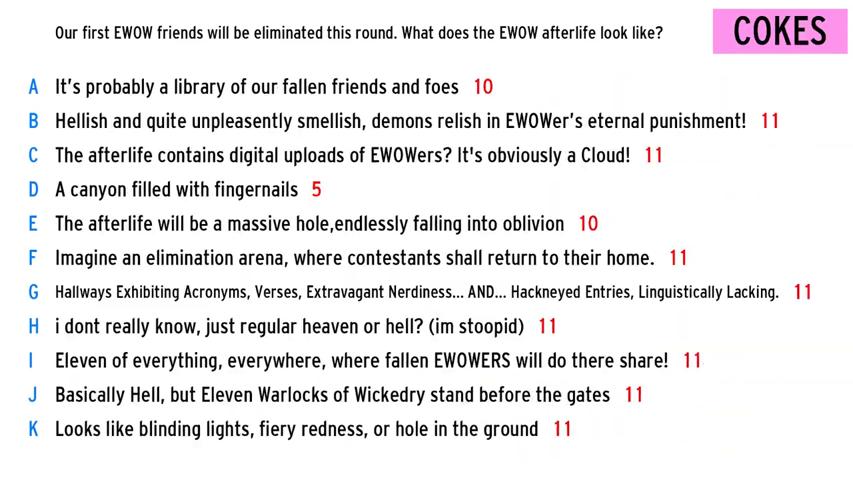 Our first EWOW friends will be eliminated this round. What does the EWOW afterlife look like?
COKES
A It's probably a library of our fallen friends and foes 10
B Hellish and quite unpleasently smellish, demons relish in EWOWer's eternal punishment! 11
C The afterlife contains digital uploads of EWOWers? It's obviously a Cloud! 11
D A canyon filled with fingernails 5
E The afterlife will be a massive hole,endlessly falling into oblivion 10
F Imagine an elimination arena, where contestants shall return to their home. 11
G Hallways Exhibiting Acronyms, Verses, Extravagant Nerdiness... AND... Hackneyed Entries, Linguistically Lacking. 11
H i dont really know, just regular heaven or hell? (im stoopid) 11
I Eleven of everything, everywhere, where fallen EWOWERS will do there share! 11
J Basically Hell, but Eleven Warlocks of Wickedry stand before the gates 11
K Looks like blinding lights, fiery redness, or hole in the ground 11